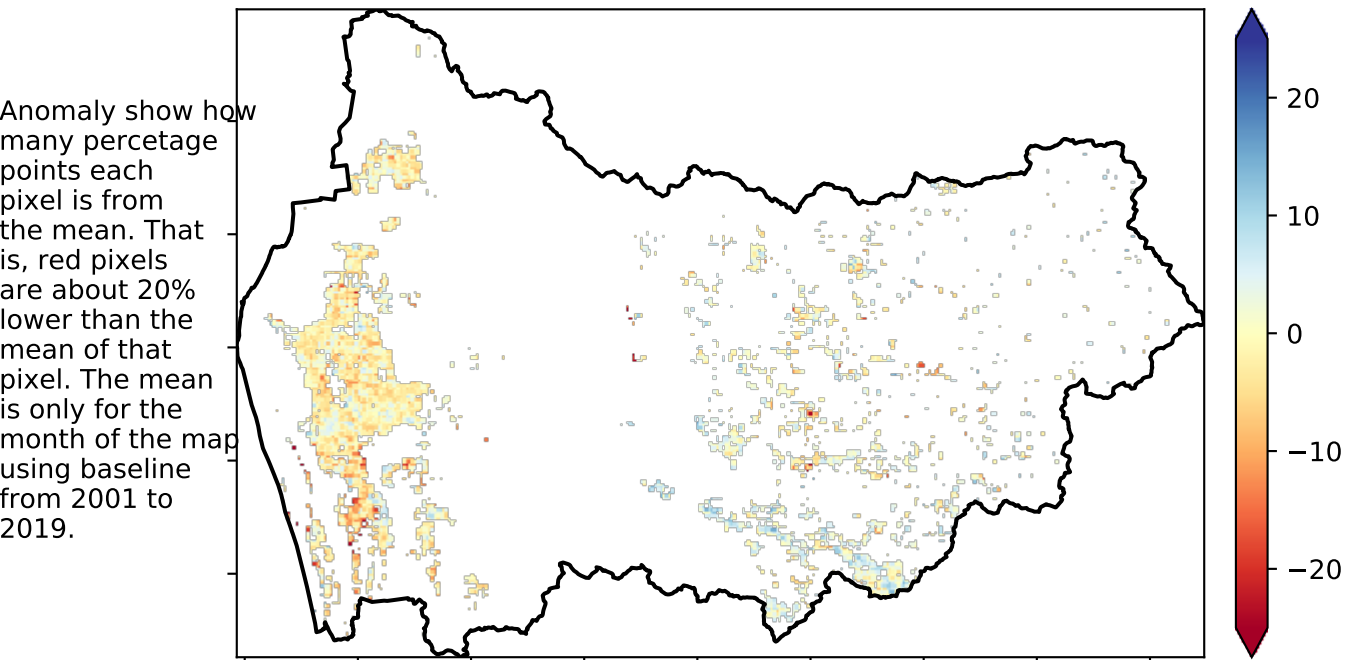 Anomaly show how
many percetage
points each
pixel is from
the mean. That
is, red pixels
are about 20%
lower than the
mean of that
pixel. The mean
is only for the
month of the map
using baseline
from 2001 to
2019.
20
10
0
−10
−20